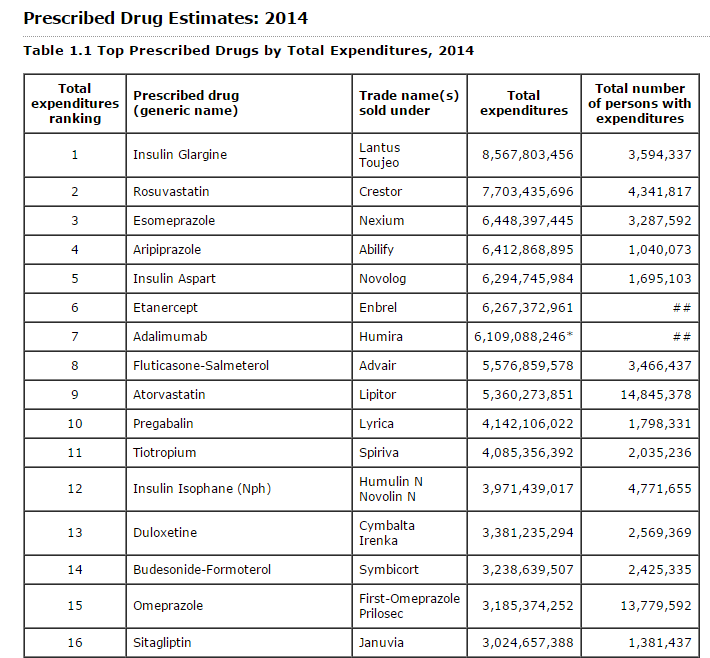 Prescribed Drug Estimates: 2014
Table 1.1 Top Prescribed Drugs by Total Expenditures, 2014
Total expenditures ranking Prescribed drug (generic name) Trade name(s) sold under Total expenditures Total number of persons with expenditures
1 Insulin Glargine Lantus Toujeo 8,567,803,456 3,594,337
2 Rosuvastatin Crestor 7,703,435,696 4,341,817
3 Esomeprazole Nexium 6,448,397,445 3,287,592
4 Aripiprazole Abilify 6,412,868,895 1,040,073
5 Insulin Aspart Novolog 6,294,745,984 1,695,103
6 Etanercept Enbrel 6,267,372,961 ##
7 Adalimumab Humira 6,109,088,246* ##
8 Fluticasone-Salmeterol Advair 5,576,859,578 3,466,437
9 Atorvastatin Lipitor 5,360,273,851 14,845,378
10 Pregabalin Lyrica 4,142,106,022 1,798,331
11 Tiotropium Spiriva 4,085,356,392 2,035,236
12 Insulin Isophane (Nph) Humulin N Novolin N 3,971,439,017 4,771,655
13 Duloxetine Cymbalta Irenka 3,381,235,294 2,569,369
14 Budesonide-Formoterol Symbicort 3,238,639,507 2,425,335
15 Omeprazole First-Omeprazole Prilosec 3,185,374,252 13,779,592
16 Sitagliptin Januvia 3,024,657,388 1,381,437